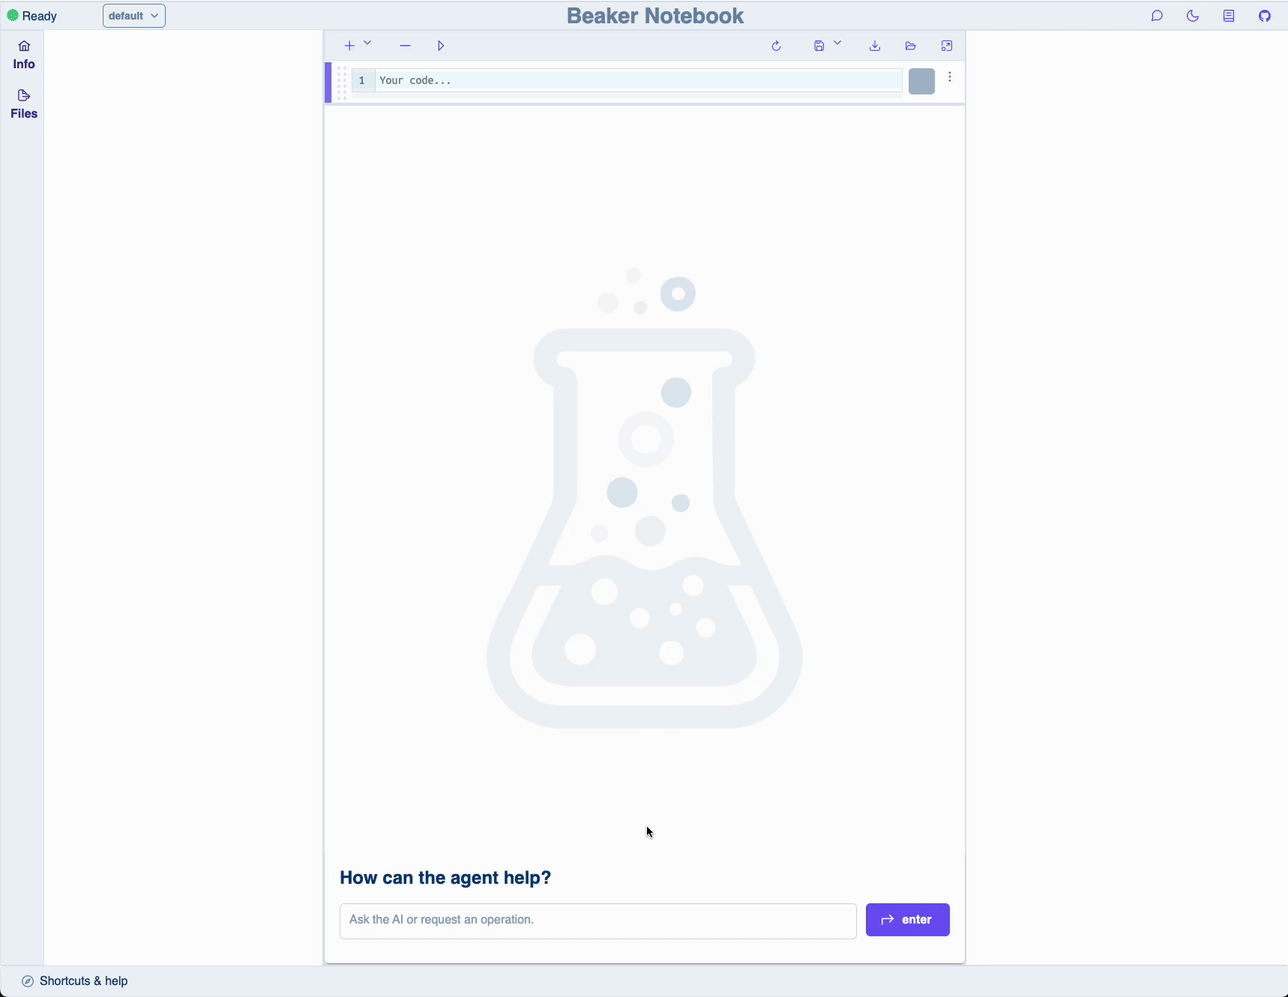 Ready
default
Beaker Notebook
Info
Files
1
Your code...
How can the agent help?
Ask the AI or request an operation.
enter
Shortcuts & help